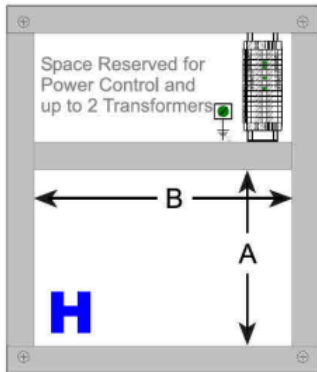 Space Reserved for
Power Control and
up to 2 Transformers
B
A
H